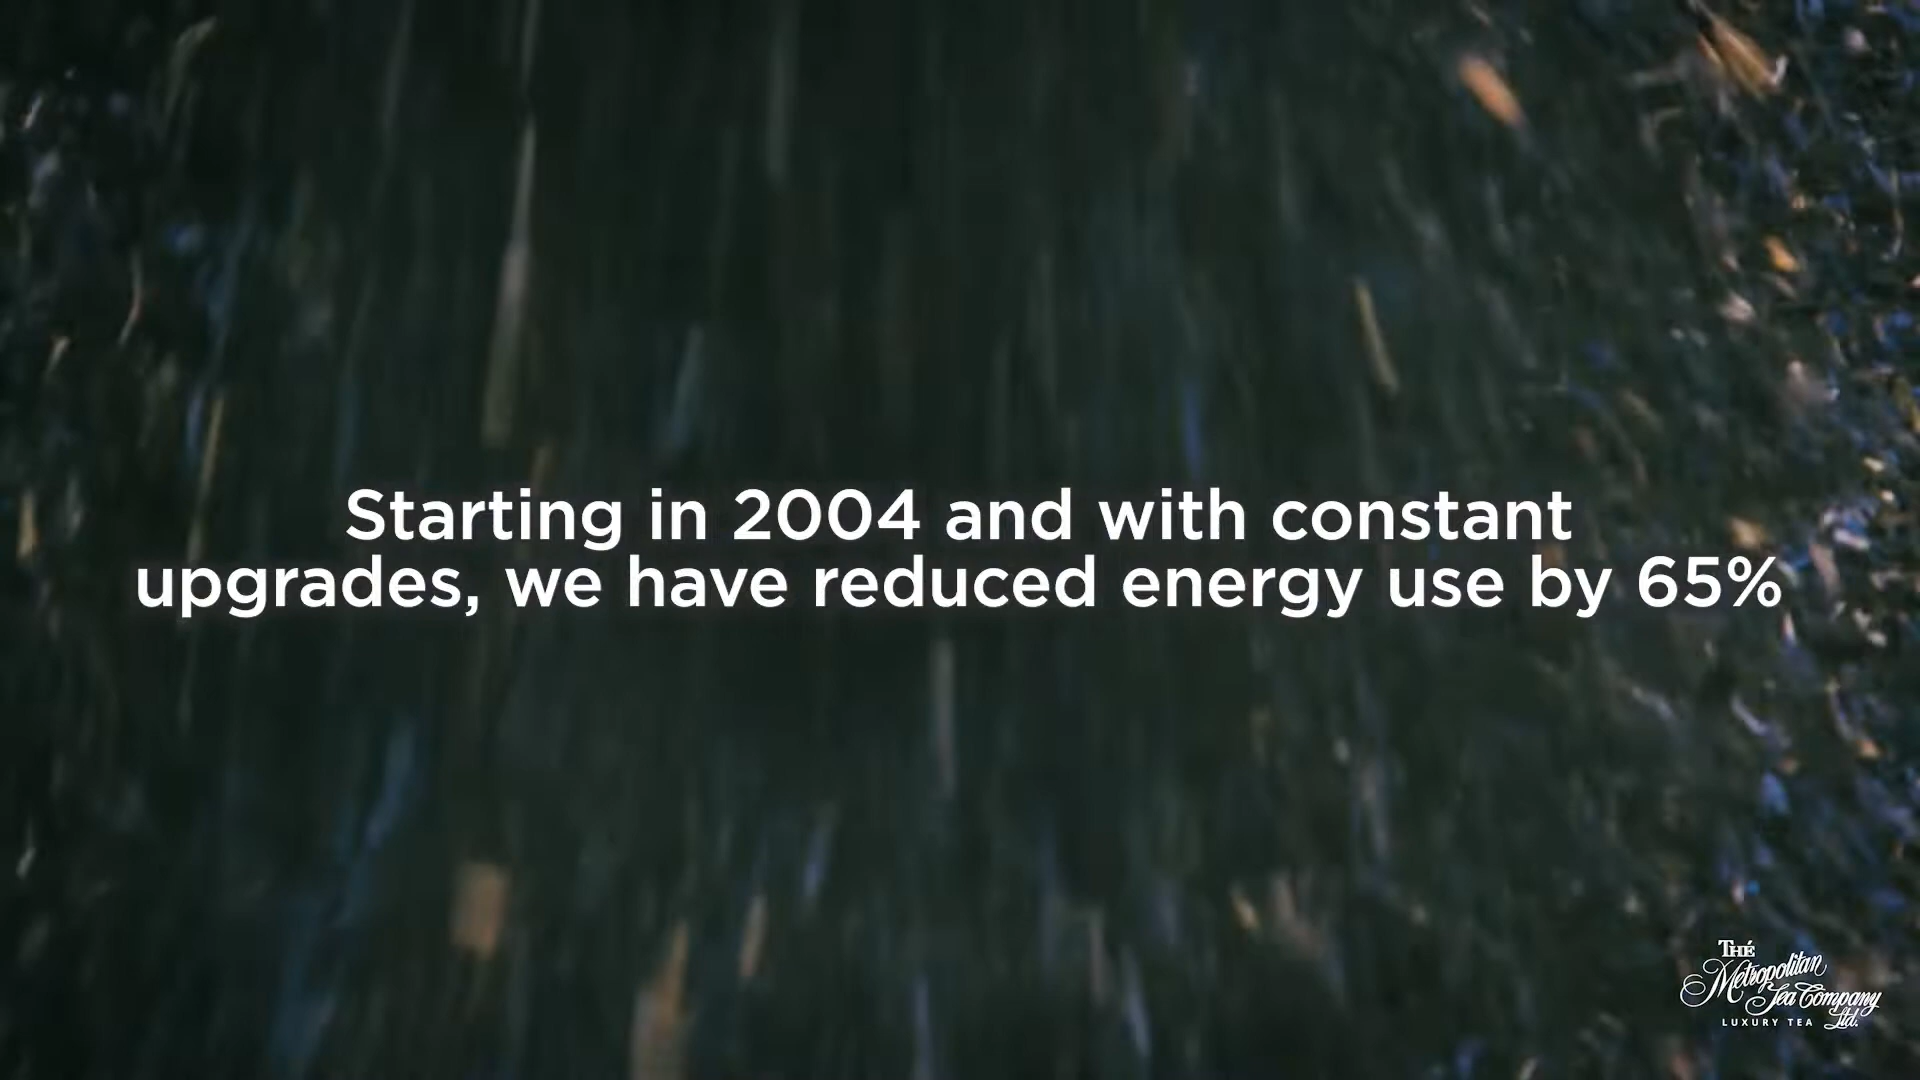 Starting in 2004 and with constant
upgrades, we have reduced energy use by 65%
THÉ
Metropolitan
Tea Company
Ltd.
LUXURY TEA